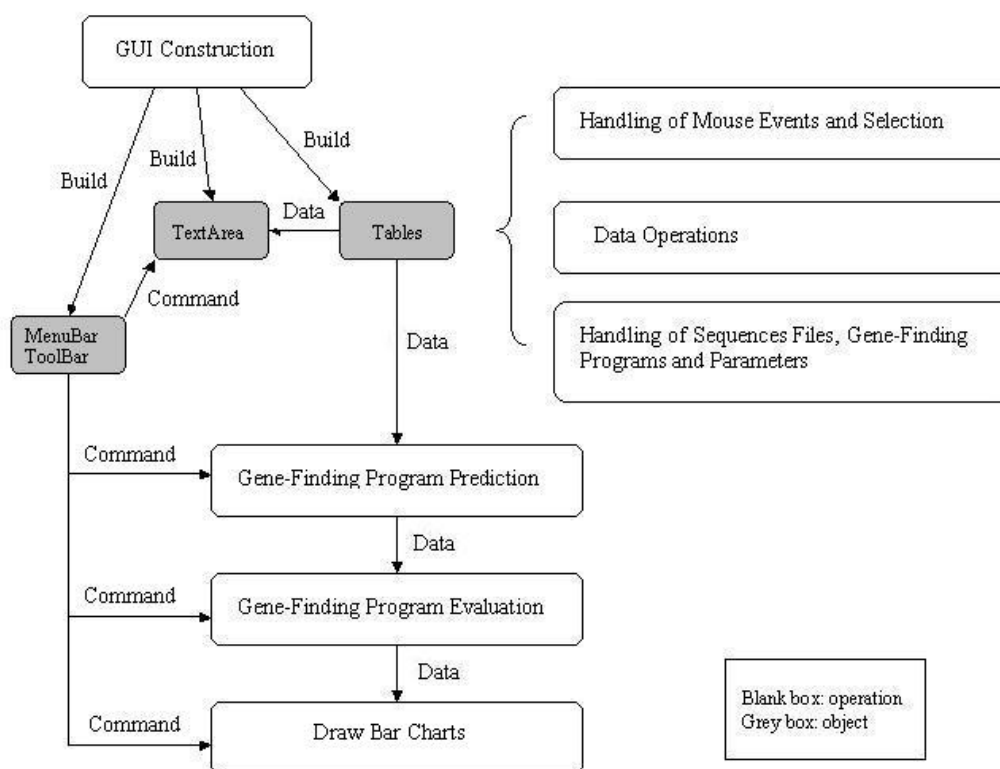 GUI Construction
Handling of Mouse Events and Selection
Build
Build
Build
Data
TextArea
Tables
Data Operations
Command
MenuBar
ToolBar
Data
Handling of Sequences Files, Gene-Finding
Programs and Parameters
Command
Gene-Finding Program Prediction
Data
Command
Gene-Finding Program Evaluation
Data
Command
Draw Bar Charts
Blank box: operation
Grey box: object